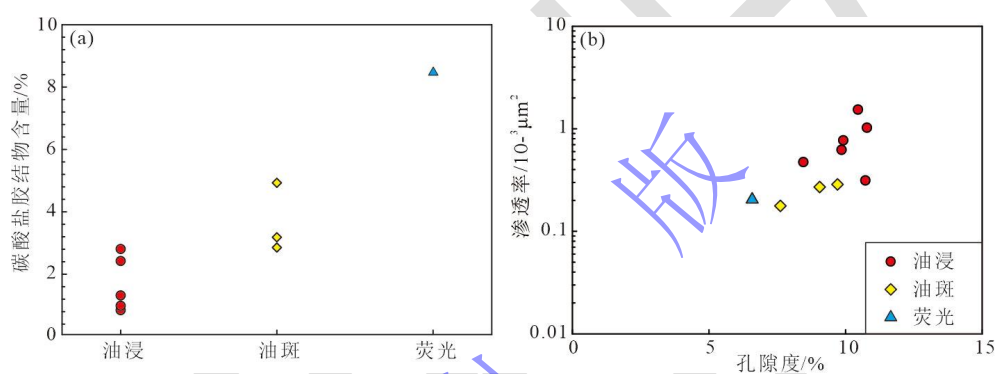 (a)
碳酸盐胶结物含量/%
10
8
6
4
2
0
油浸
油斑
荧光
(b)
渗透率/10-³μm²
10
1
0.1
0.01
0
5
10
15
孔隙度/%
油浸
油斑
荧光
版